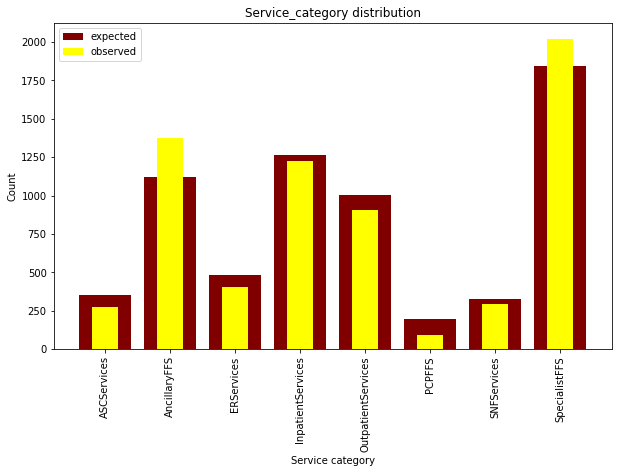 Service_category distribution
expected
observed
2000
1750
1500
1250
1000
750
500
250
0
Count
ASCServices
AncillaryFFS
ERServices
InpatientServices
OutpatientServices
PCPFFS
SNFServices
SpecialistFFS
Service category